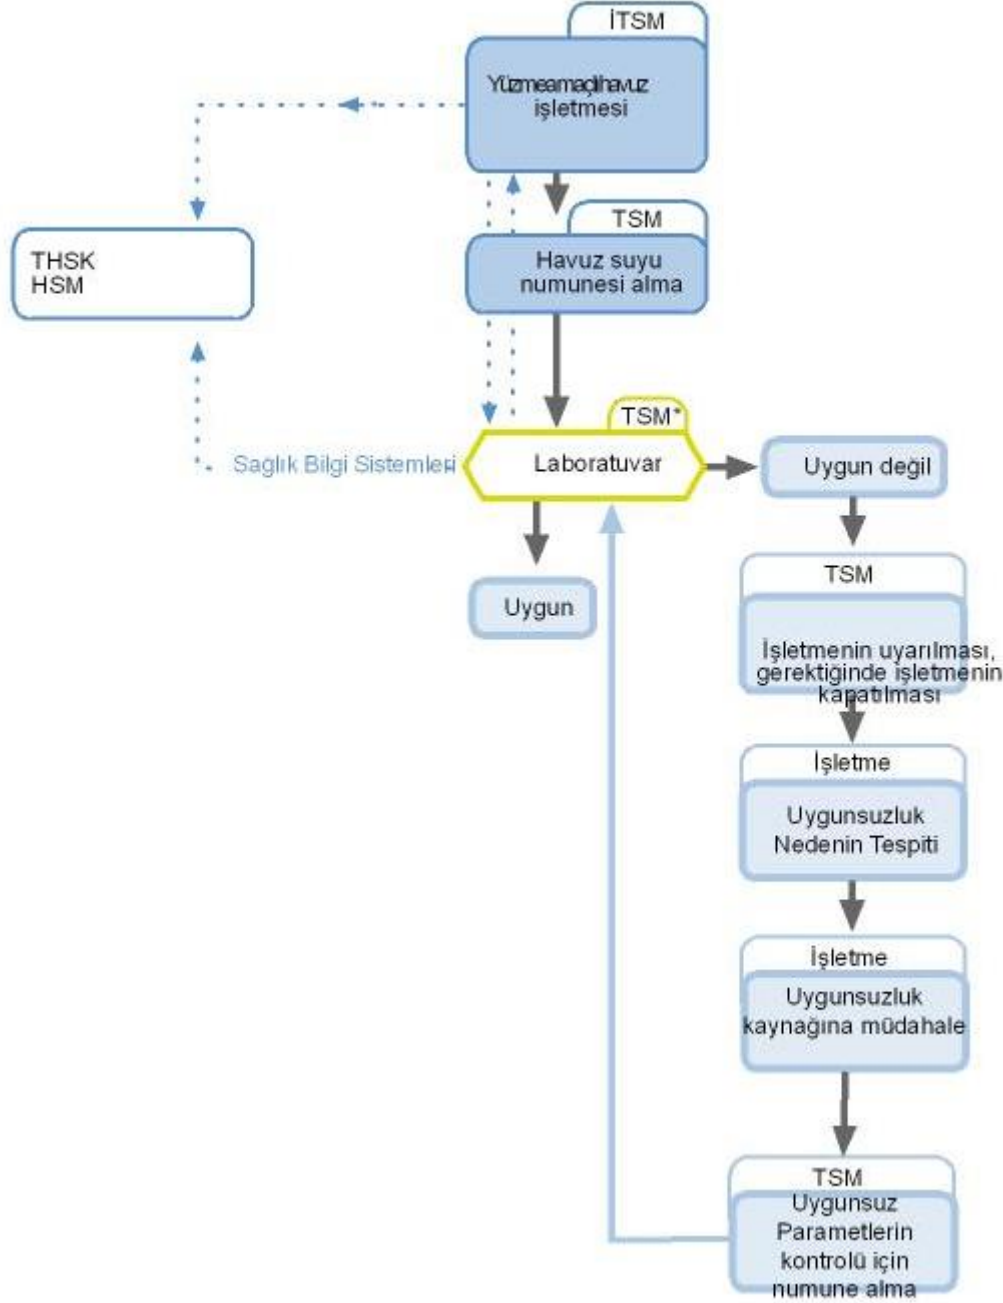 İTSM
Yüzmeamaçlıhavuz
işletmesi
TSM
Havuz suyu
numunesi alma
THSK
HSM
TSM*
Sağlık Bilgi Sistemleri
Laboratuvar
Uygun değil
Uygun
TSM
İşletmenin uyarılması,
gerektiğinde işletmenin
kapatılması
İşletme
Uygunsuzluk
Nedenin Tespiti
İşletme
Uygunsuzluk
kaynağına müdahale
TSM
Uygunsuz
Parametlerin
kontrolü için
numune alma